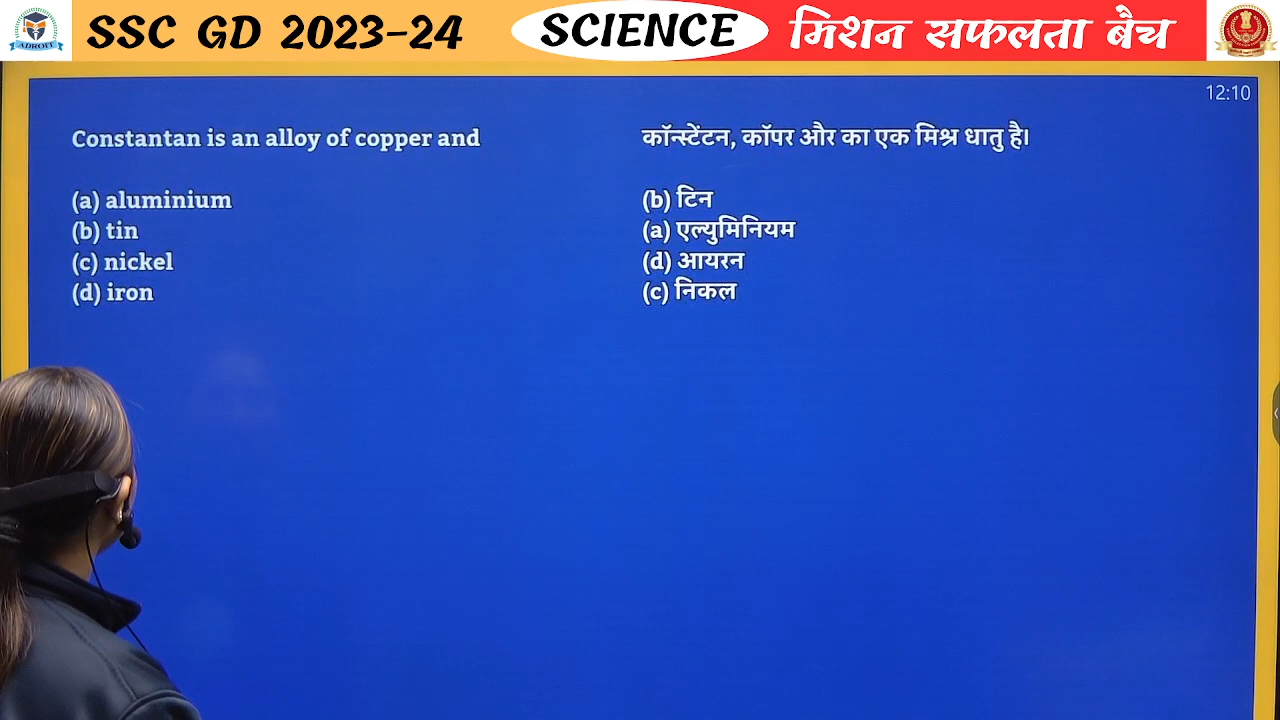 ADROIT
SSC GD 2023-24
SCIENCE
मिशन सफलता बैच
12:10
Constantan is an alloy of copper and
(a) aluminium
(b) tin
(c) nickel
(d) iron
कॉन्स्टेंटन, कॉपर और का एक मिश्र धातु है।
(b) टिन
(a) एल्युमिनियम
(d) आयरन
(c) निकल